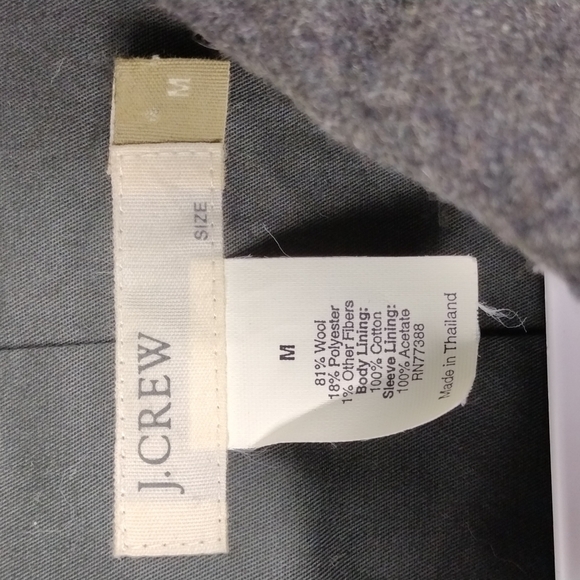 J.CREW
SIZE
M
M
81% Wool
18% Polyester
1% Other Fibers
Body Lining:
100% Cotton
Sleeve Lining:
100% Acetate
RN77388
Made in Thailand